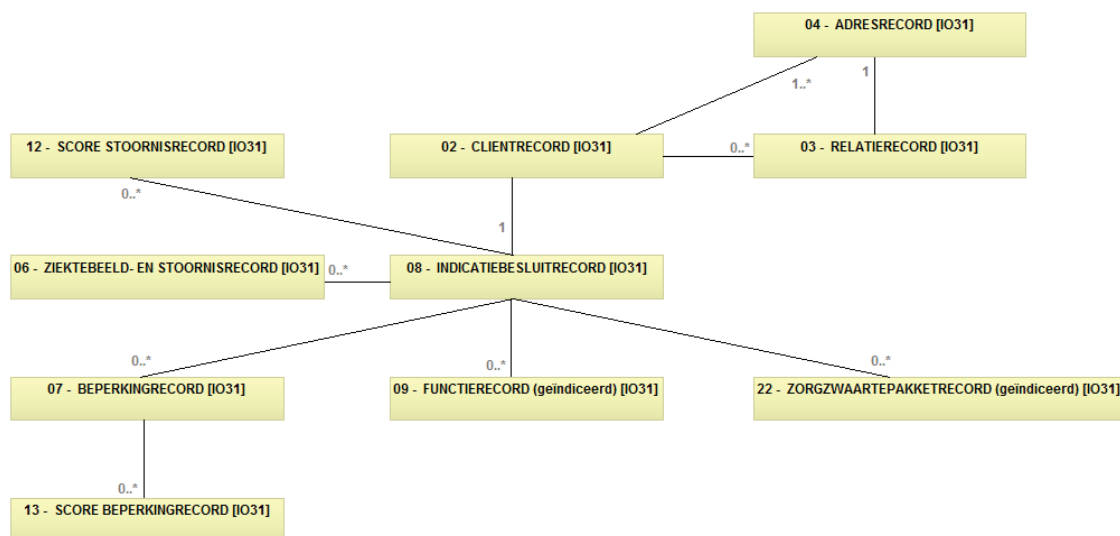 04 - ADRESRECORD [IO31]
1..*
1
12 - SCORE STOORNISRECORD [IO31]
02 - CLIENTRECORD [IO31]
0..*
03 - RELATIERECORD [IO31]
0..*
1
06 - ZIEKTEBEELD- EN STOORNISRECORD [IO31]
0..*
08 - INDICATIEBESLUITRECORD [IO31]
0..*
0..*
0..*
07 - BEPERKINGRECORD [IO31]
09 - FUNCTIERECORD (geïndiceerd) [IO31]
22 - ZORGZWAARTEPAKKETRECORD (geïndiceerd) [IO31]
0..*
13 - SCORE BEPERKINGRECORD [IO31]